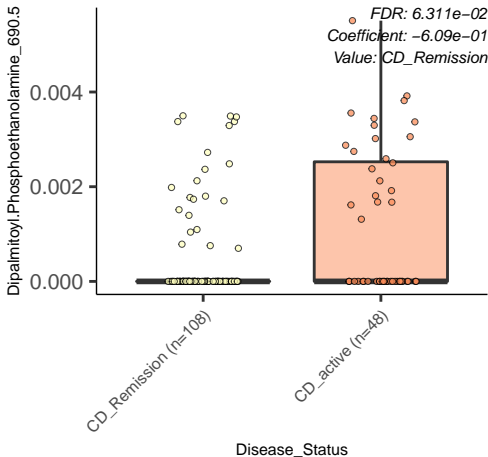 FDR: 6.311e−02
Coefficient: −6.09e−01
Value: CD_Remission
Dipalmitoyl.Phosphoethanolamine_690.5
0.004
0.002
0.000
CD_Remission (n=108)
CD_active (n=48)
Disease_Status